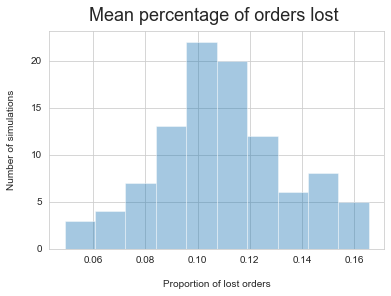 Mean percentage of orders lost
20
15
10
5
0
Number of simulations
0.06 0.08 0.10 0.12 0.14 0.16
Proportion of lost orders